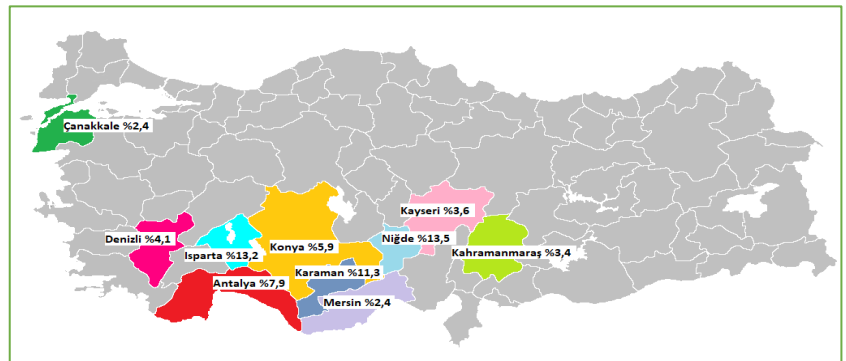 Çanakkale %2,4
Kayseri %3,6
Denizli %4,1
Isparta %13,2
Konya %5,9
Niğde %13,5
Kahramanmaraş %3,4
Karaman %11,3
Antalya %7,9
Mersin %2,4